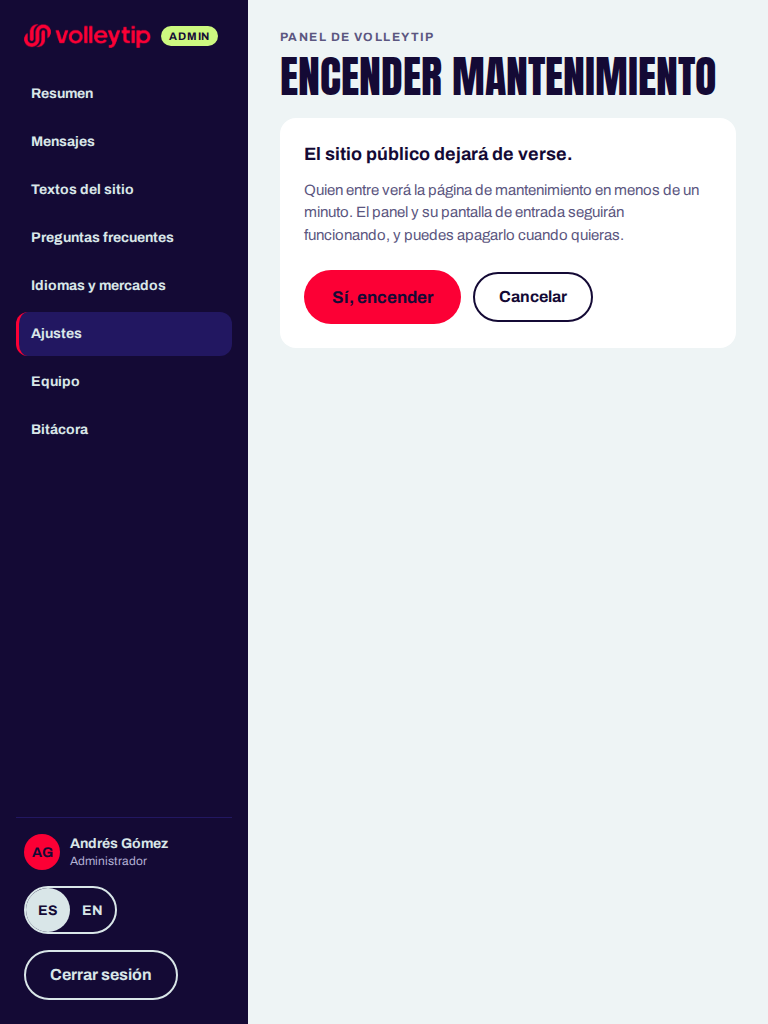 volleytip ADMIN
Resumen
Mensajes
Textos del sitio
Preguntas frecuentes
Idiomas y mercados
Ajustes
Equipo
Bitácora
AG
Andrés Gómez
Administrador
ES EN
Cerrar sesión
PANEL DE VOLLEYTIP
ENCENDER MANTENIMIENTO
El sitio público dejará de verse.
Quien entre verá la página de mantenimiento en menos de un
minuto. El panel y su pantalla de entrada seguirán
funcionando, y puedes apagarlo cuando quieras.
Sí, encender
Cancelar